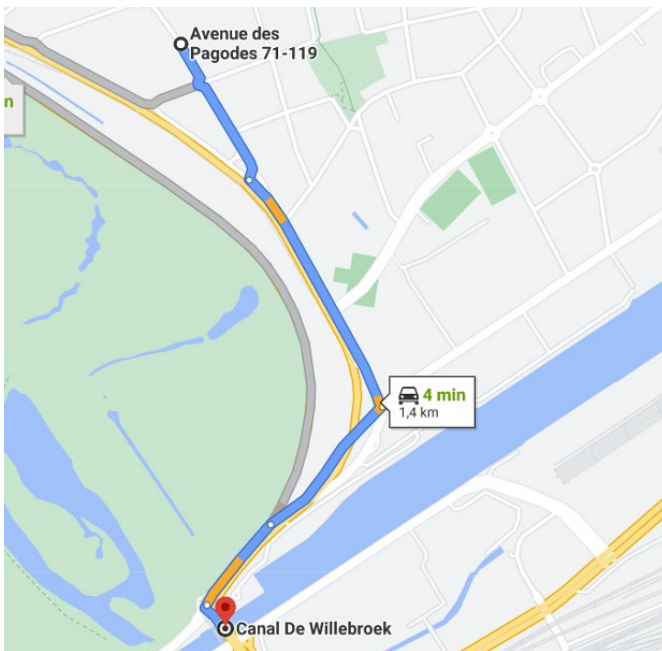 Avenue des
Pagodes 71-119
n
4 min
1,4 km
Canal De Willebroek